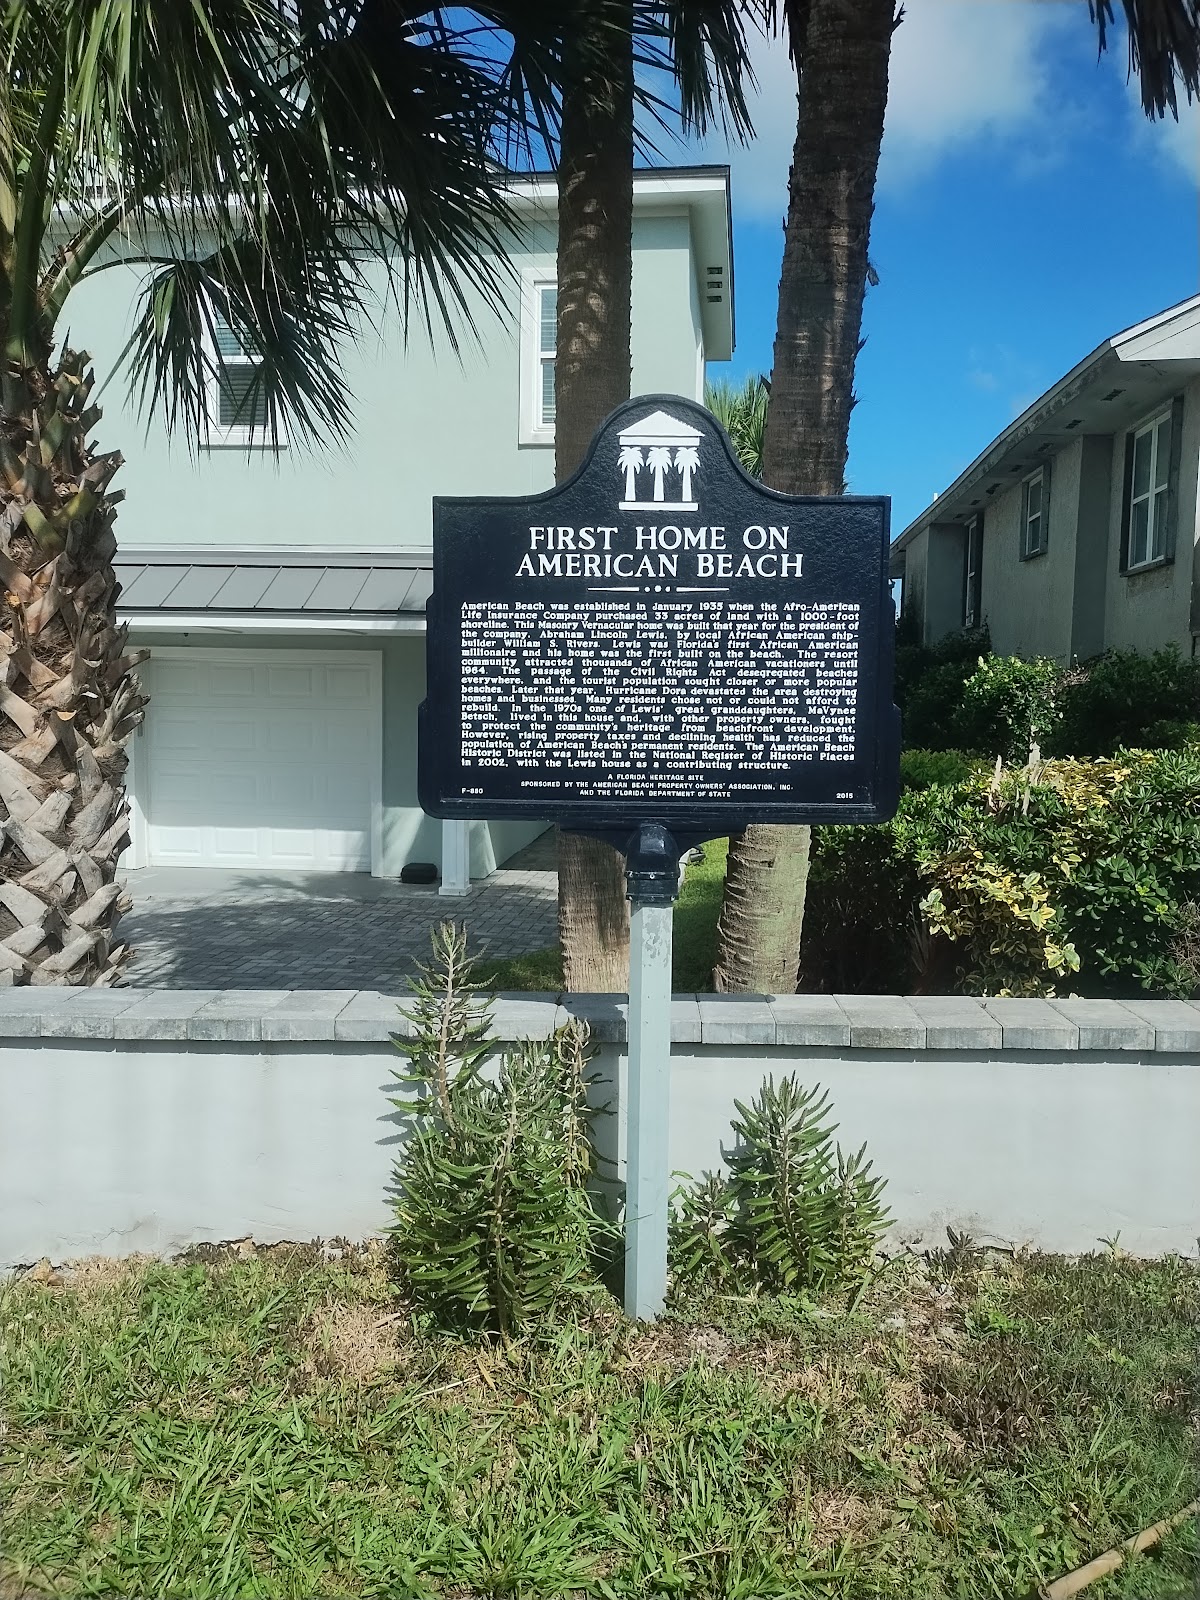 FIRST HOME ON
AMERICAN BEACH
American Beach was established in January 1935 when the Afro-American
Life Insurance Company purchased 33 acres of land with a 1000-foot
shoreline. This Masonry Vernacular home was built that year for the president of
the company, Abraham Lincoln Lewis, by local African American ship-
builder William S. Rivers. Lewis was Florida's first African American
millionaire and his home was the first built on the beach. The resort
community attracted thousands of African American vacationers until
1964. The passage of the Civil Rights Act desegregated beaches
everywhere, and the tourist population sought closer or more popular
beaches. Later that year, Hurricane Dora devastated the area destroying
homes and businesses. Many residents chose not or could not afford to
rebuild. In the 1970s one of Lewis' great granddaughters, MaVynee
Betsch, lived in this house and, with other property owners, fought
to protect the community's heritage from beachfront development.
However, rising property taxes and declining health has reduced the
population of American Beach's permanent residents. The American Beach
Historic District was listed in the National Register of Historic Places
in 2002, with the Lewis house as a contributing structure.
A FLORIDA HERITAGE SITE
SPONSORED BY THE AMERICAN BEACH PROPERTY OWNERS' ASSOCIATION, INC.
F-880 AND THE FLORIDA DEPARTMENT OF STATE 2015